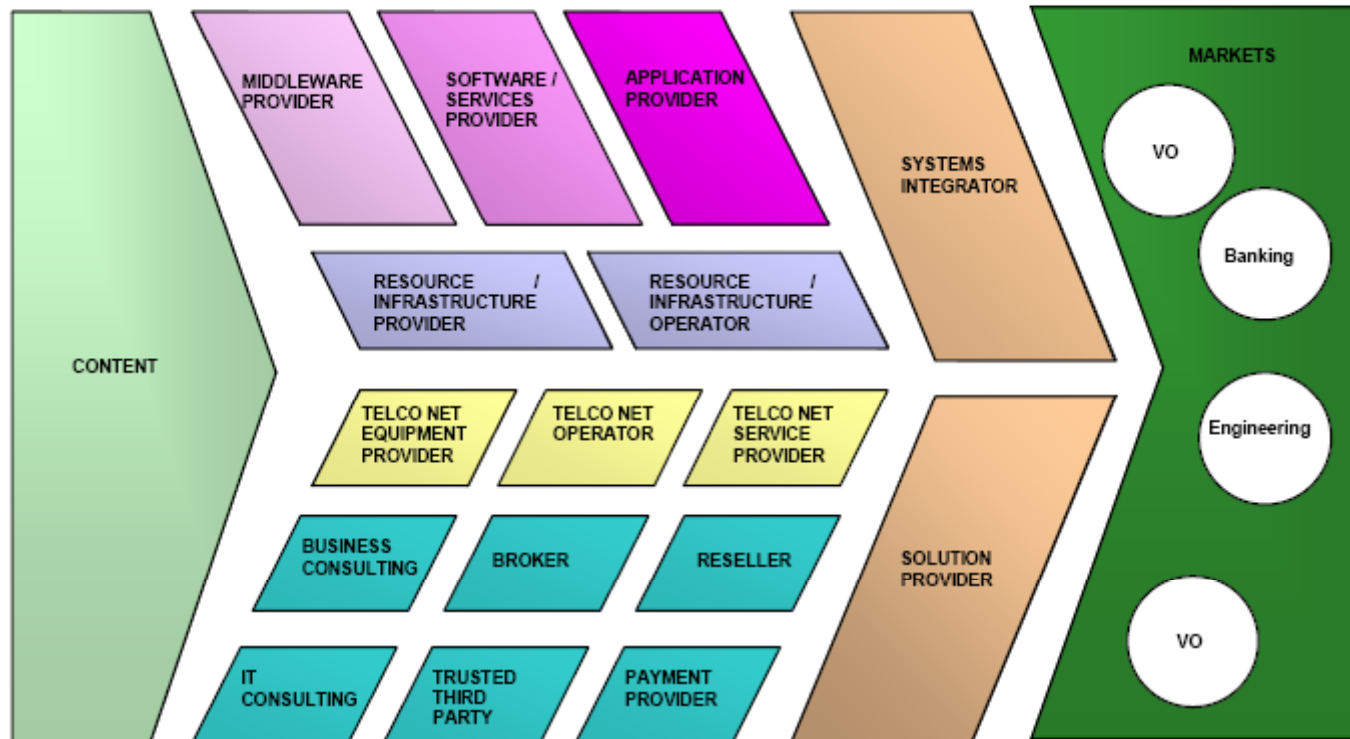 CONTENT
MIDDLEWARE
PROVIDER
SOFTWARE /
SERVICES
PROVIDER
APPLICATION
PROVIDER
RESOURCE /
INFRASTRUCTURE
PROVIDER
RESOURCE /
INFRASTRUCTURE
OPERATOR
TELCO NET
EQUIPMENT
PROVIDER
TELCO NET
OPERATOR
TELCO NET
SERVICE
PROVIDER
BUSINESS
CONSULTING
BROKER
RESELLER
IT
CONSULTING
TRUSTED
THIRD
PARTY
PAYMENT
PROVIDER
SYSTEMS
INTEGRATOR
SOLUTION
PROVIDER
MARKETS
VO
Banking
Engineering
VO